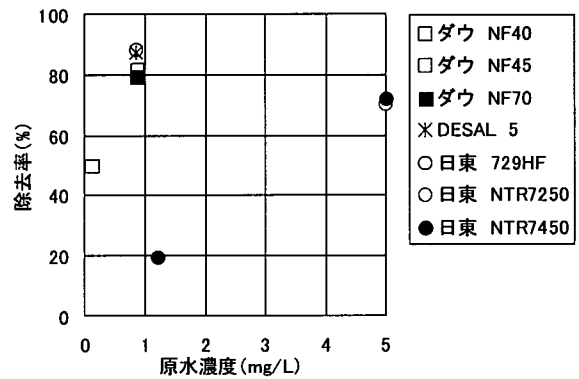 除去率(%)
100
80
60
40
20
0
0 1 2 3 4 5
原水濃度(mg/L)
ダウ NF40
ダウ NF45
ダウ NF70
DESAL 5
日東 729HF
日東 NTR7250
日東 NTR7450